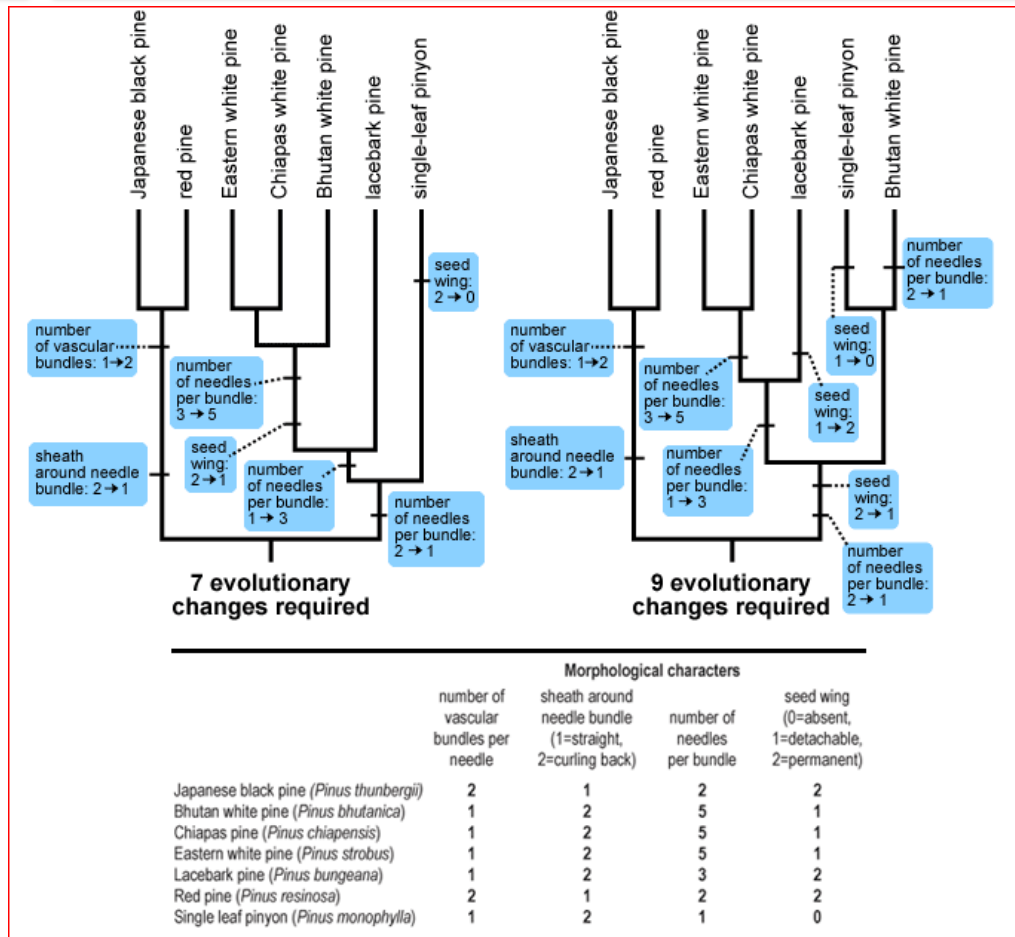 Japanese black pine
red pine
Eastern white pine
Chiapas white pine
Bhutan white pine
lacebark pine
single-leaf pinyon
number
of vascular
bundles: 1→2
sheath
around needle
bundle: 2→1
number
of needles
per bundle:
3 → 5
seed
wing:
2→1
number
of needles
per bundle:
1 → 3
seed
wing:
2 → 0
number
of needles
per bundle:
2 → 1
7 evolutionary
changes required
Japanese black pine
red pine
Eastern white pine
Chiapas white pine
lacebark pine
single-leaf pinyon
Bhutan white pine
number
of vascular
bundles: 1→2
sheath
around needle
bundle: 2→1
number
of needles
per bundle:
3 → 5
number
of needles
per bundle:
1 → 3
seed
wing:
1 → 2
seed
wing:
1 → 0
number
of needles
per bundle:
2 → 1
seed
wing:
2 → 1
number
of needles
per bundle:
2 → 1
9 evolutionary
changes required
Morphological characters
number of
vascular
bundles per
needle
sheath around
needle bundle
(1=straight,
2=curling back)
number of
needles
per bundle
seed wing
(0=absent,
1=detachable,
2=permanent)
Japanese black pine (Pinus thunbergii) 2 1 2 2
Bhutan white pine (Pinus bhutanica) 1 2 5 1
Chiapas pine (Pinus chiapensis) 1 2 5 1
Eastern white pine (Pinus strobus) 1 2 5 1
Lacebark pine (Pinus bungeana) 1 2 3 2
Red pine (Pinus resinosa) 2 1 2 2
Single leaf pinyon (Pinus monophylla) 1 2 1 0